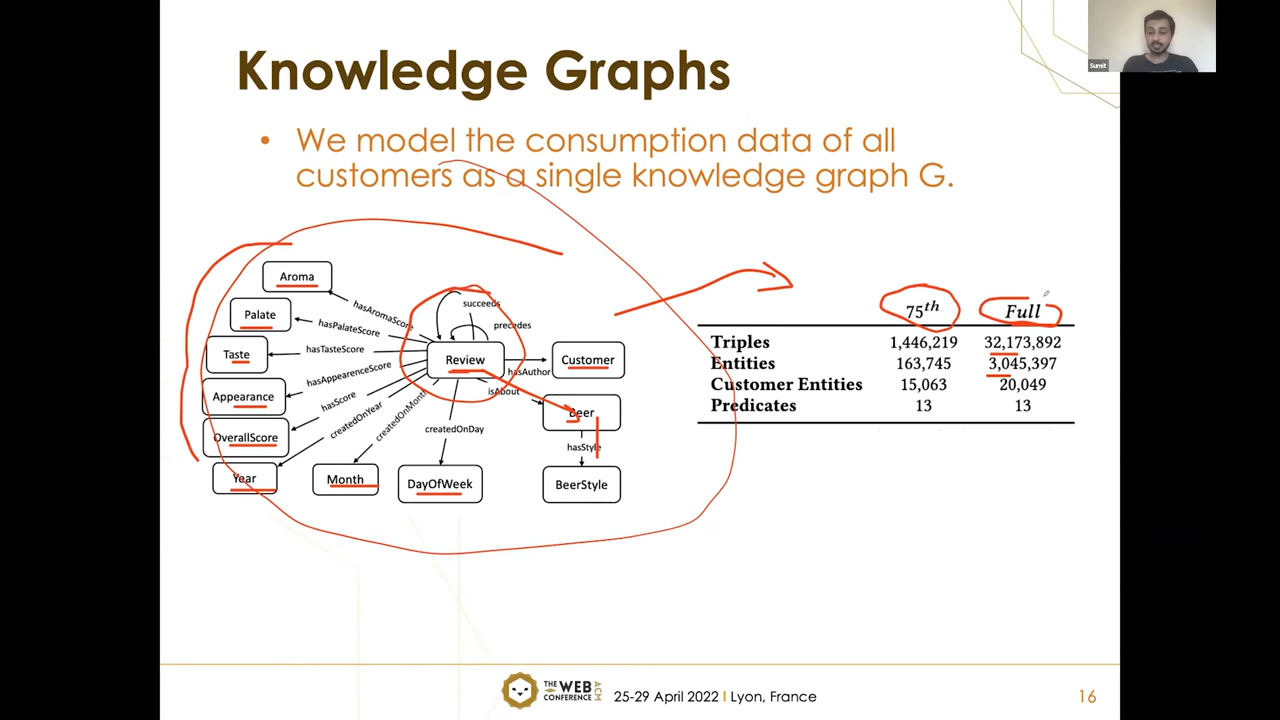 Knowledge Graphs
Sumit
• We model the consumption data of all
customers as a single knowledge graph G.
Aroma
Palate
Taste
Appearance
OverallScore
Year
Month
DayOfWeek
Review
Customer
Beer
BeerStyle
succeeds
precedes
hasAromaScore
hasPalateScore
hasTasteScore
hasAppearenceScore
hasScore
createdOnYear
createdOnMonth
createdOnDay
hasAuthor
isAbout
hasStyle
75th Full
Triples 1,446,219 32,173,892
Entities 163,745 3,045,397
Customer Entities 15,063 20,049
Predicates 13 13
THE WEB CONFERENCE ACM
25-29 April 2022 I Lyon, France
16